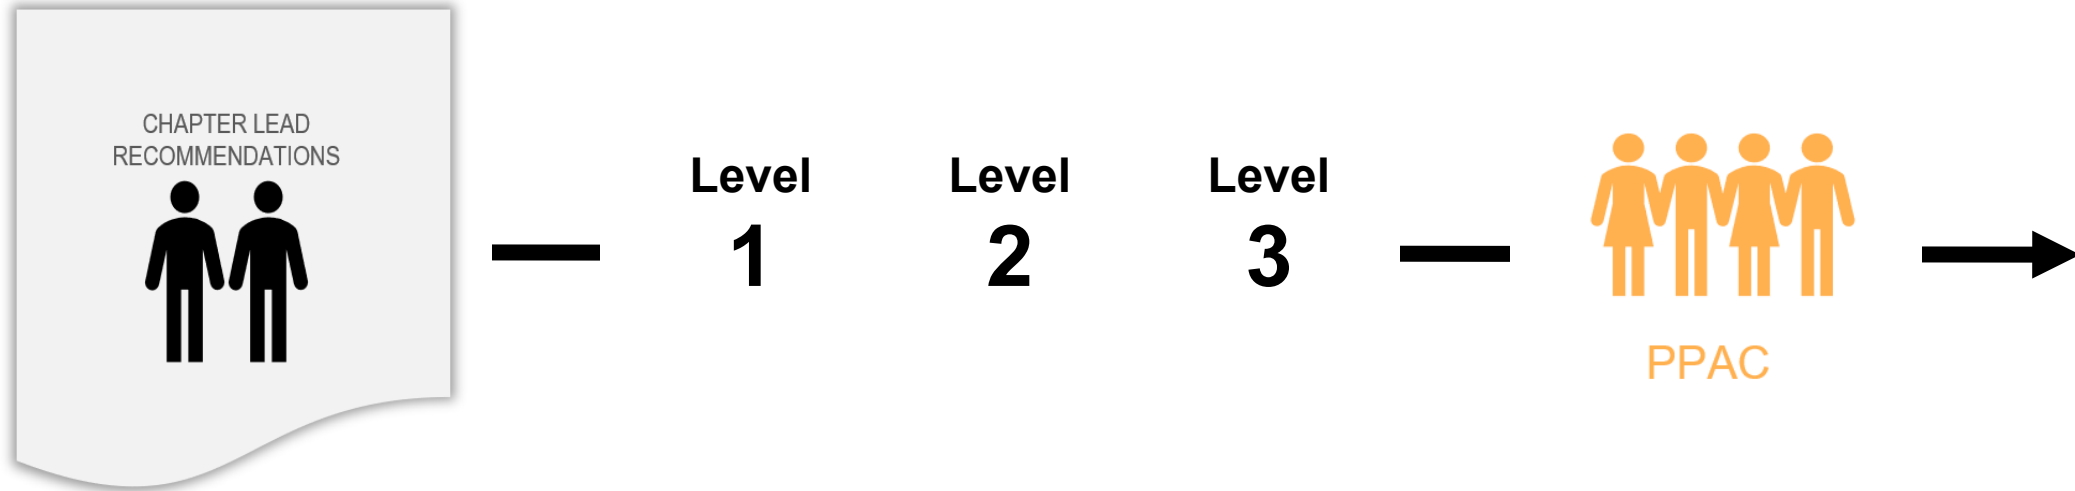 CHAPTER LEAD
RECOMMENDATIONS
Level Level Level
1 2 3
PPAC